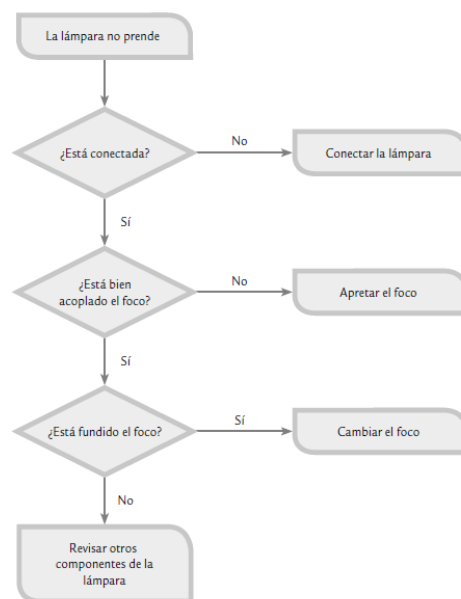 La lámpara no prende
¿Está conectada?
No
Conectar la lámpara
Sí
¿Está bien
acoplado el foco?
No
Apretar el foco
Sí
¿Está fundido el foco?
Sí
Cambiar el foco
No
Revisar otros
componentes de la
lámpara